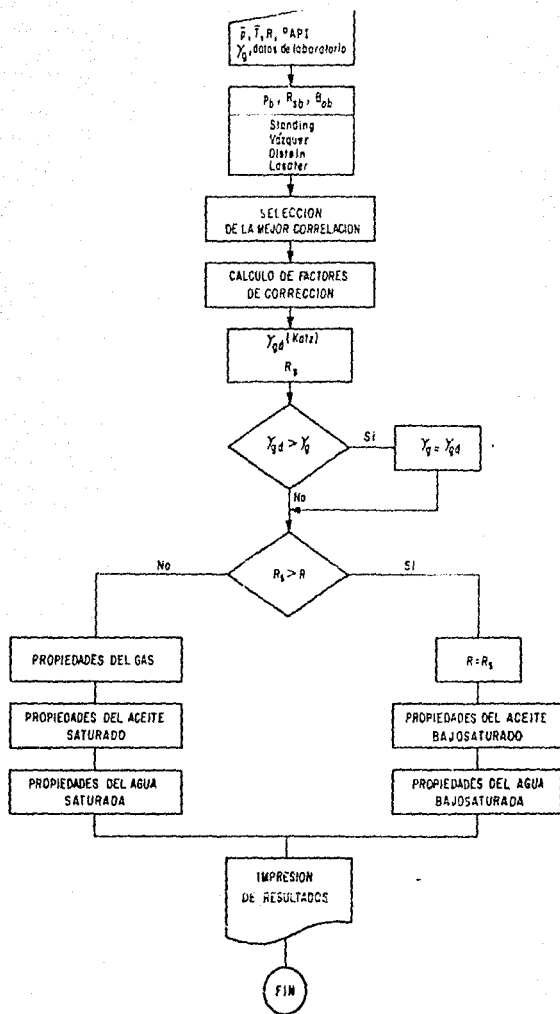 p̄, T̄, R, °API
γg, datos de laboratorio
Pb, Rsb, Bob
Standing
Vázquez
Oistein
Lasater
SELECCION
DE LA MEJOR CORRELACION
CALCULO DE FACTORES
DE CORRECCION
γgd (Katz)
Rs
γgd > γg
Si
γg = γgd
No
Rs > R
No
SI
PROPIEDADES DEL GAS
R=Rs
PROPIEDADES DEL ACEITE
SATURADO
PROPIEDADES DEL ACEITE
BAJOSATURADO
PROPIEDADES DEL AGUA
SATURADA
PROPIEDADES DEL AGUA
BAJOSATURADA
IMPRESION
DE RESULTADOS
FIN